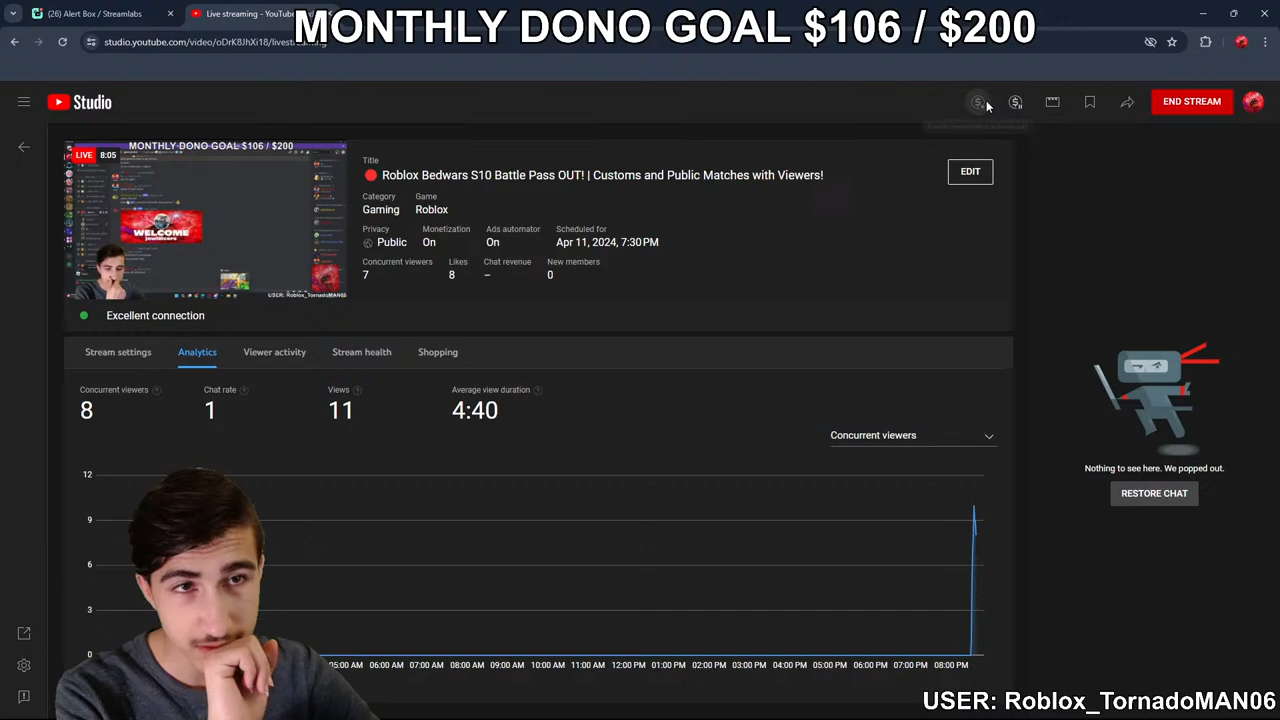 (26) Alert Box / Streamlabs
Live streaming - YouTube
MONTHLY DONO GOAL $106 / $200
studio.youtube.com/video/oDrK8JhXi18/livestreaming
Studio
END STREAM
MONTHLY DONO GOAL $106 / $200
LIVE 8:05
WELCOME
USER: Roblox_TornadoMAN06
Title
Roblox Bedwars S10 Battle Pass OUT! | Customs and Public Matches with Viewers!
EDIT
Category Game
Gaming Roblox
Privacy Monetization Ads automator Scheduled for
Public On On Apr 11, 2024, 7:30 PM
Concurrent viewers Likes Chat revenue New members
7 8 – 0
Excellent connection
Stream settings Analytics Viewer activity Stream health Shopping
Concurrent viewers Chat rate Views Average view duration
8 1 11 4:40
Concurrent viewers
12
9
6
3
0
05:00 AM 06:00 AM 07:00 AM 08:00 AM 09:00 AM 10:00 AM 11:00 AM 12:00 PM 01:00 PM 02:00 PM 03:00 PM 04:00 PM 05:00 PM 06:00 PM 07:00 PM 08:00 PM
Nothing to see here. We popped out.
RESTORE CHAT
USER: Roblox_TornadoMAN06